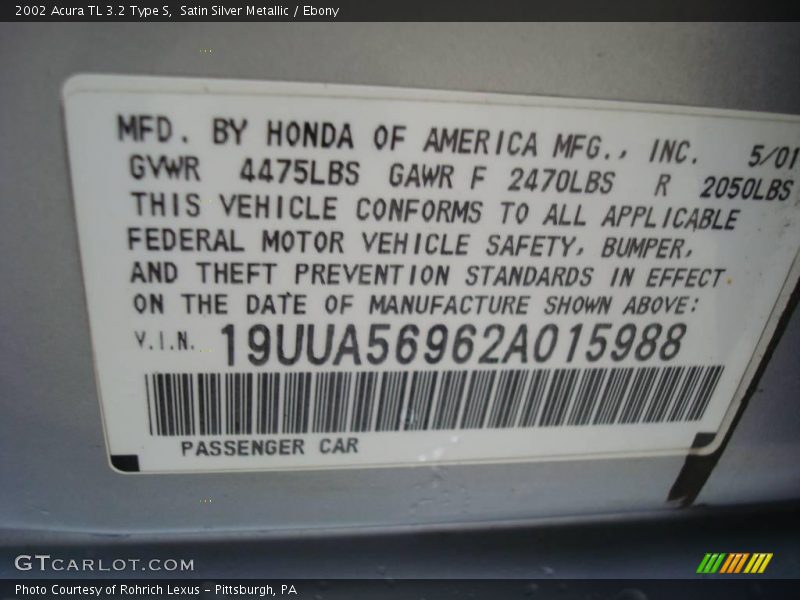 2002 Acura TL 3.2 Type S, Satin Silver Metallic / Ebony
MFD. BY HONDA OF AMERICA MFG., INC. 5/01
GVWR 4475LBS GAWR F 2470LBS R 2050LBS
THIS VEHICLE CONFORMS TO ALL APPLICABLE
FEDERAL MOTOR VEHICLE SAFETY, BUMPER,
AND THEFT PREVENTION STANDARDS IN EFFECT
ON THE DATE OF MANUFACTURE SHOWN ABOVE:
V.I.N. 19UUA56962A015988
PASSENGER CAR
GTCARLOT.COM
Photo Courtesy of Rohrich Lexus – Pittsburgh, PA